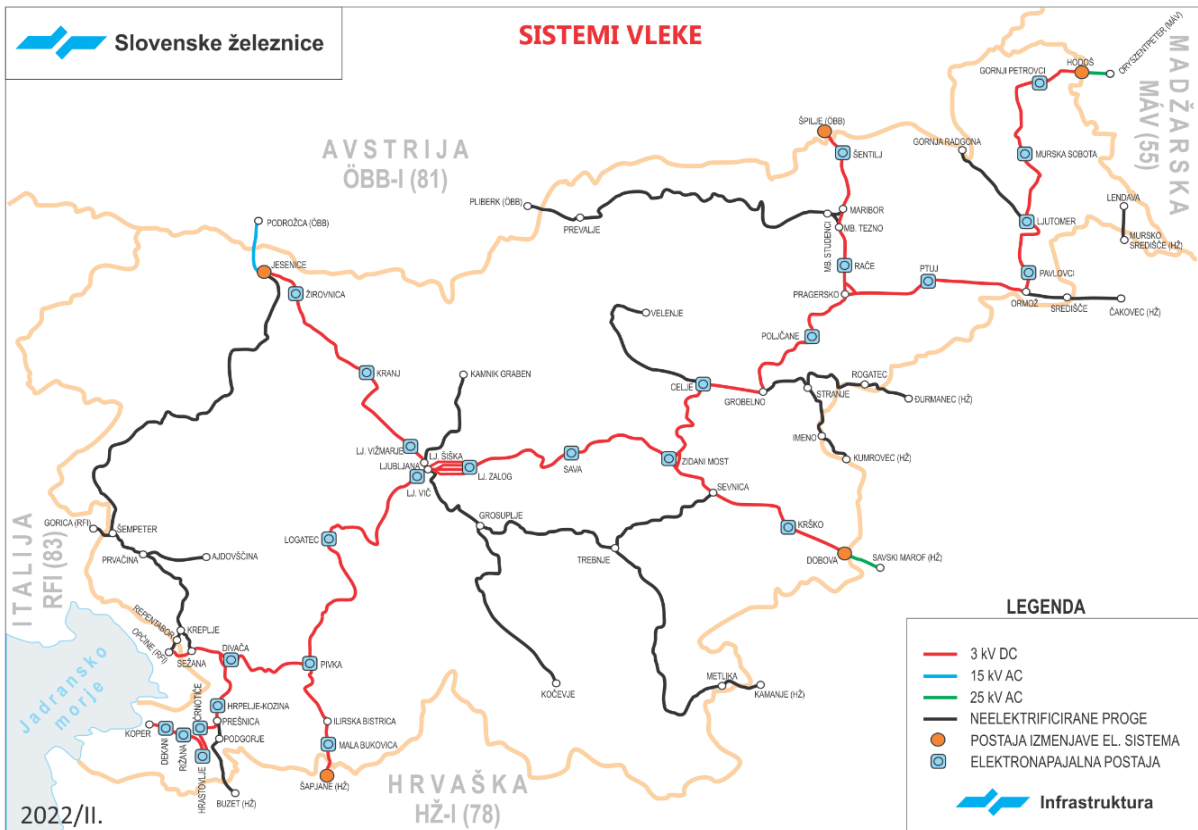 Slovenske železnice
SISTEMI VLEKE
AVSTRIJA
ÖBB-I (81)
MADŽARSKA
MÁV (55)
ITALIJA
RFI (83)
HRVAŠKA
HŽ-I (78)
Jadransko
morje
ORYSZENTPETER (MÁV)
HODOŠ
GORNJI PETROVCI
MURSKA SOBOTA
GORNJA RADGONA
LJUTOMER
LENDAVA
MURSKO
SREDIŠČE (HŽ)
PAVLOVCI
ORMOŽ
SREDIŠČE
ČAKOVEC (HŽ)
ŠPILJE (ÖBB)
ŠENTILJ
MARIBOR
MB. TEZNO
MB. STUDENCI
PLIBERK (ÖBB)
PREVALJE
RAČE
PTUJ
PRAGERSKO
POLJČANE
VELENJE
CELJE
GROBELNO
STRANJE
ROGATEC
ĐURMANEC (HŽ)
IMENO
KUMROVEC (HŽ)
PODROŽCA (ÖBB)
JESENICE
ŽIROVNICA
KRANJ
KAMNIK GRABEN
LJ. VIŽMARJE
LJ. ŠIŠKA
LJUBLJANA
LJ. ZALOG
LJ. VIČ
SAVA
ZIDANI MOST
SEVNICA
KRŠKO
DOBOVA
SAVSKI MAROF (HŽ)
GROSUPLJE
TREBNJE
KOČEVJE
METLIKA
KAMANJE (HŽ)
LOGATEC
GORICA (RFI)
ŠEMPETER
PRVAČINA
AJDOVŠČINA
REPENTABOR
KREPLJE
OPČINE (RFI)
SEŽANA
DIVAČA
PIVKA
HRPELJE-KOZINA
ČRNOTIČE
PREŠNICA
PODGORJE
KOPER
DEKANI
RIŽANA
HRASTOVLJE
BUZET (HŽ)
ILIRSKA BISTRICA
MALA BUKOVICA
ŠAPJANE (HŽ)
LEGENDA
3 kV DC
15 kV AC
25 kV AC
NEELEKTRIFICIRANE PROGE
POSTAJA IZMENJAVE EL. SISTEMA
ELEKTRONAPAJALNA POSTAJA
Infrastruktura
2022/II.